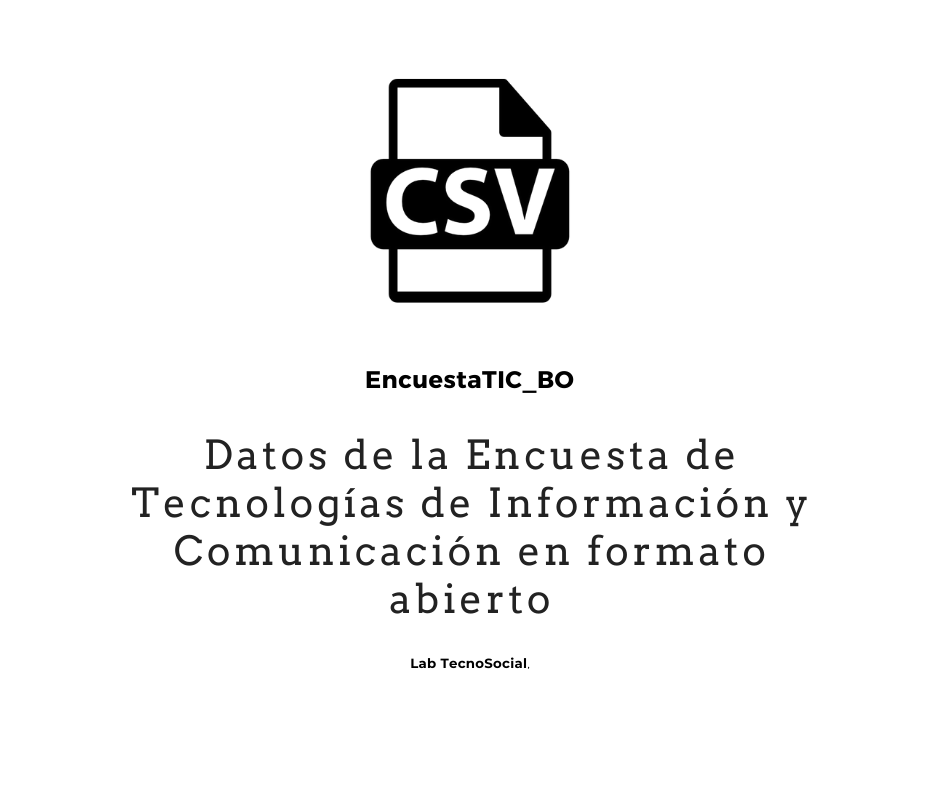 CSV
EncuestaTIC_BO
Datos de la Encuesta de
Tecnologías de Información y
Comunicación en formato
abierto
Lab TecnoSocial,